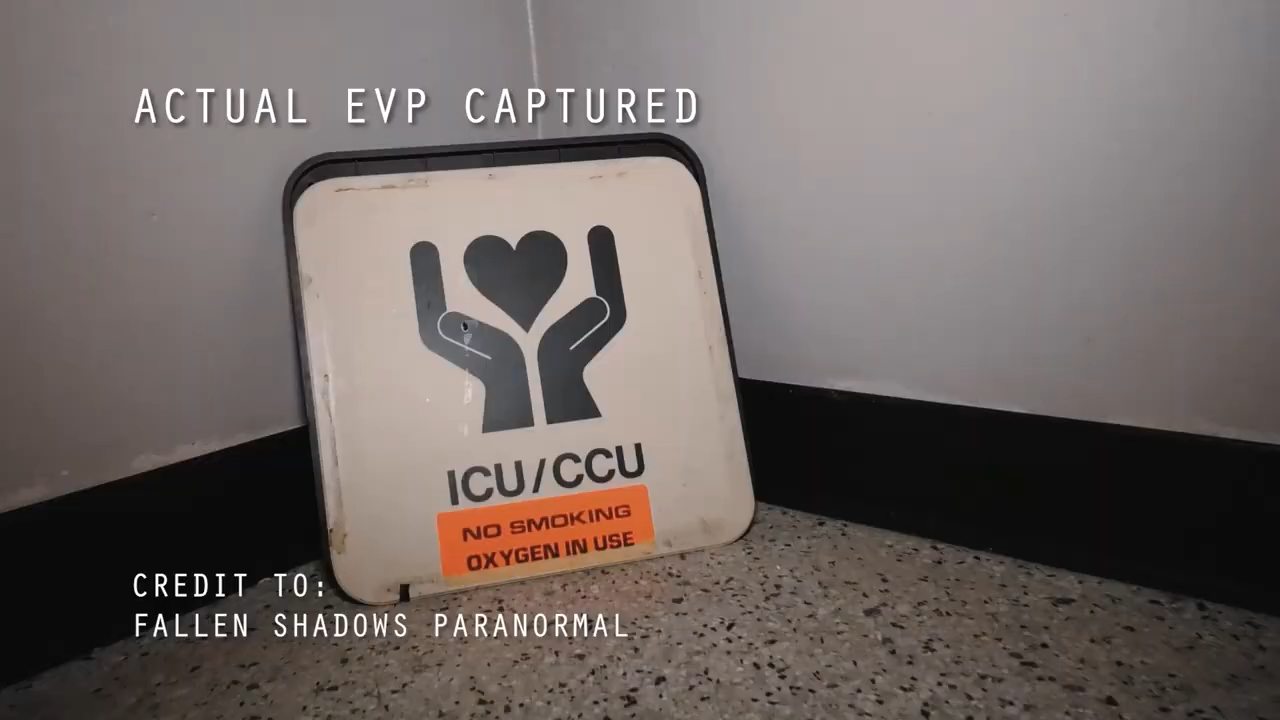 ACTUAL EVP CAPTURED
ICU/CCU
NO SMOKING
OXYGEN IN USE
CREDIT TO:
FALLEN SHADOWS PARANORMAL